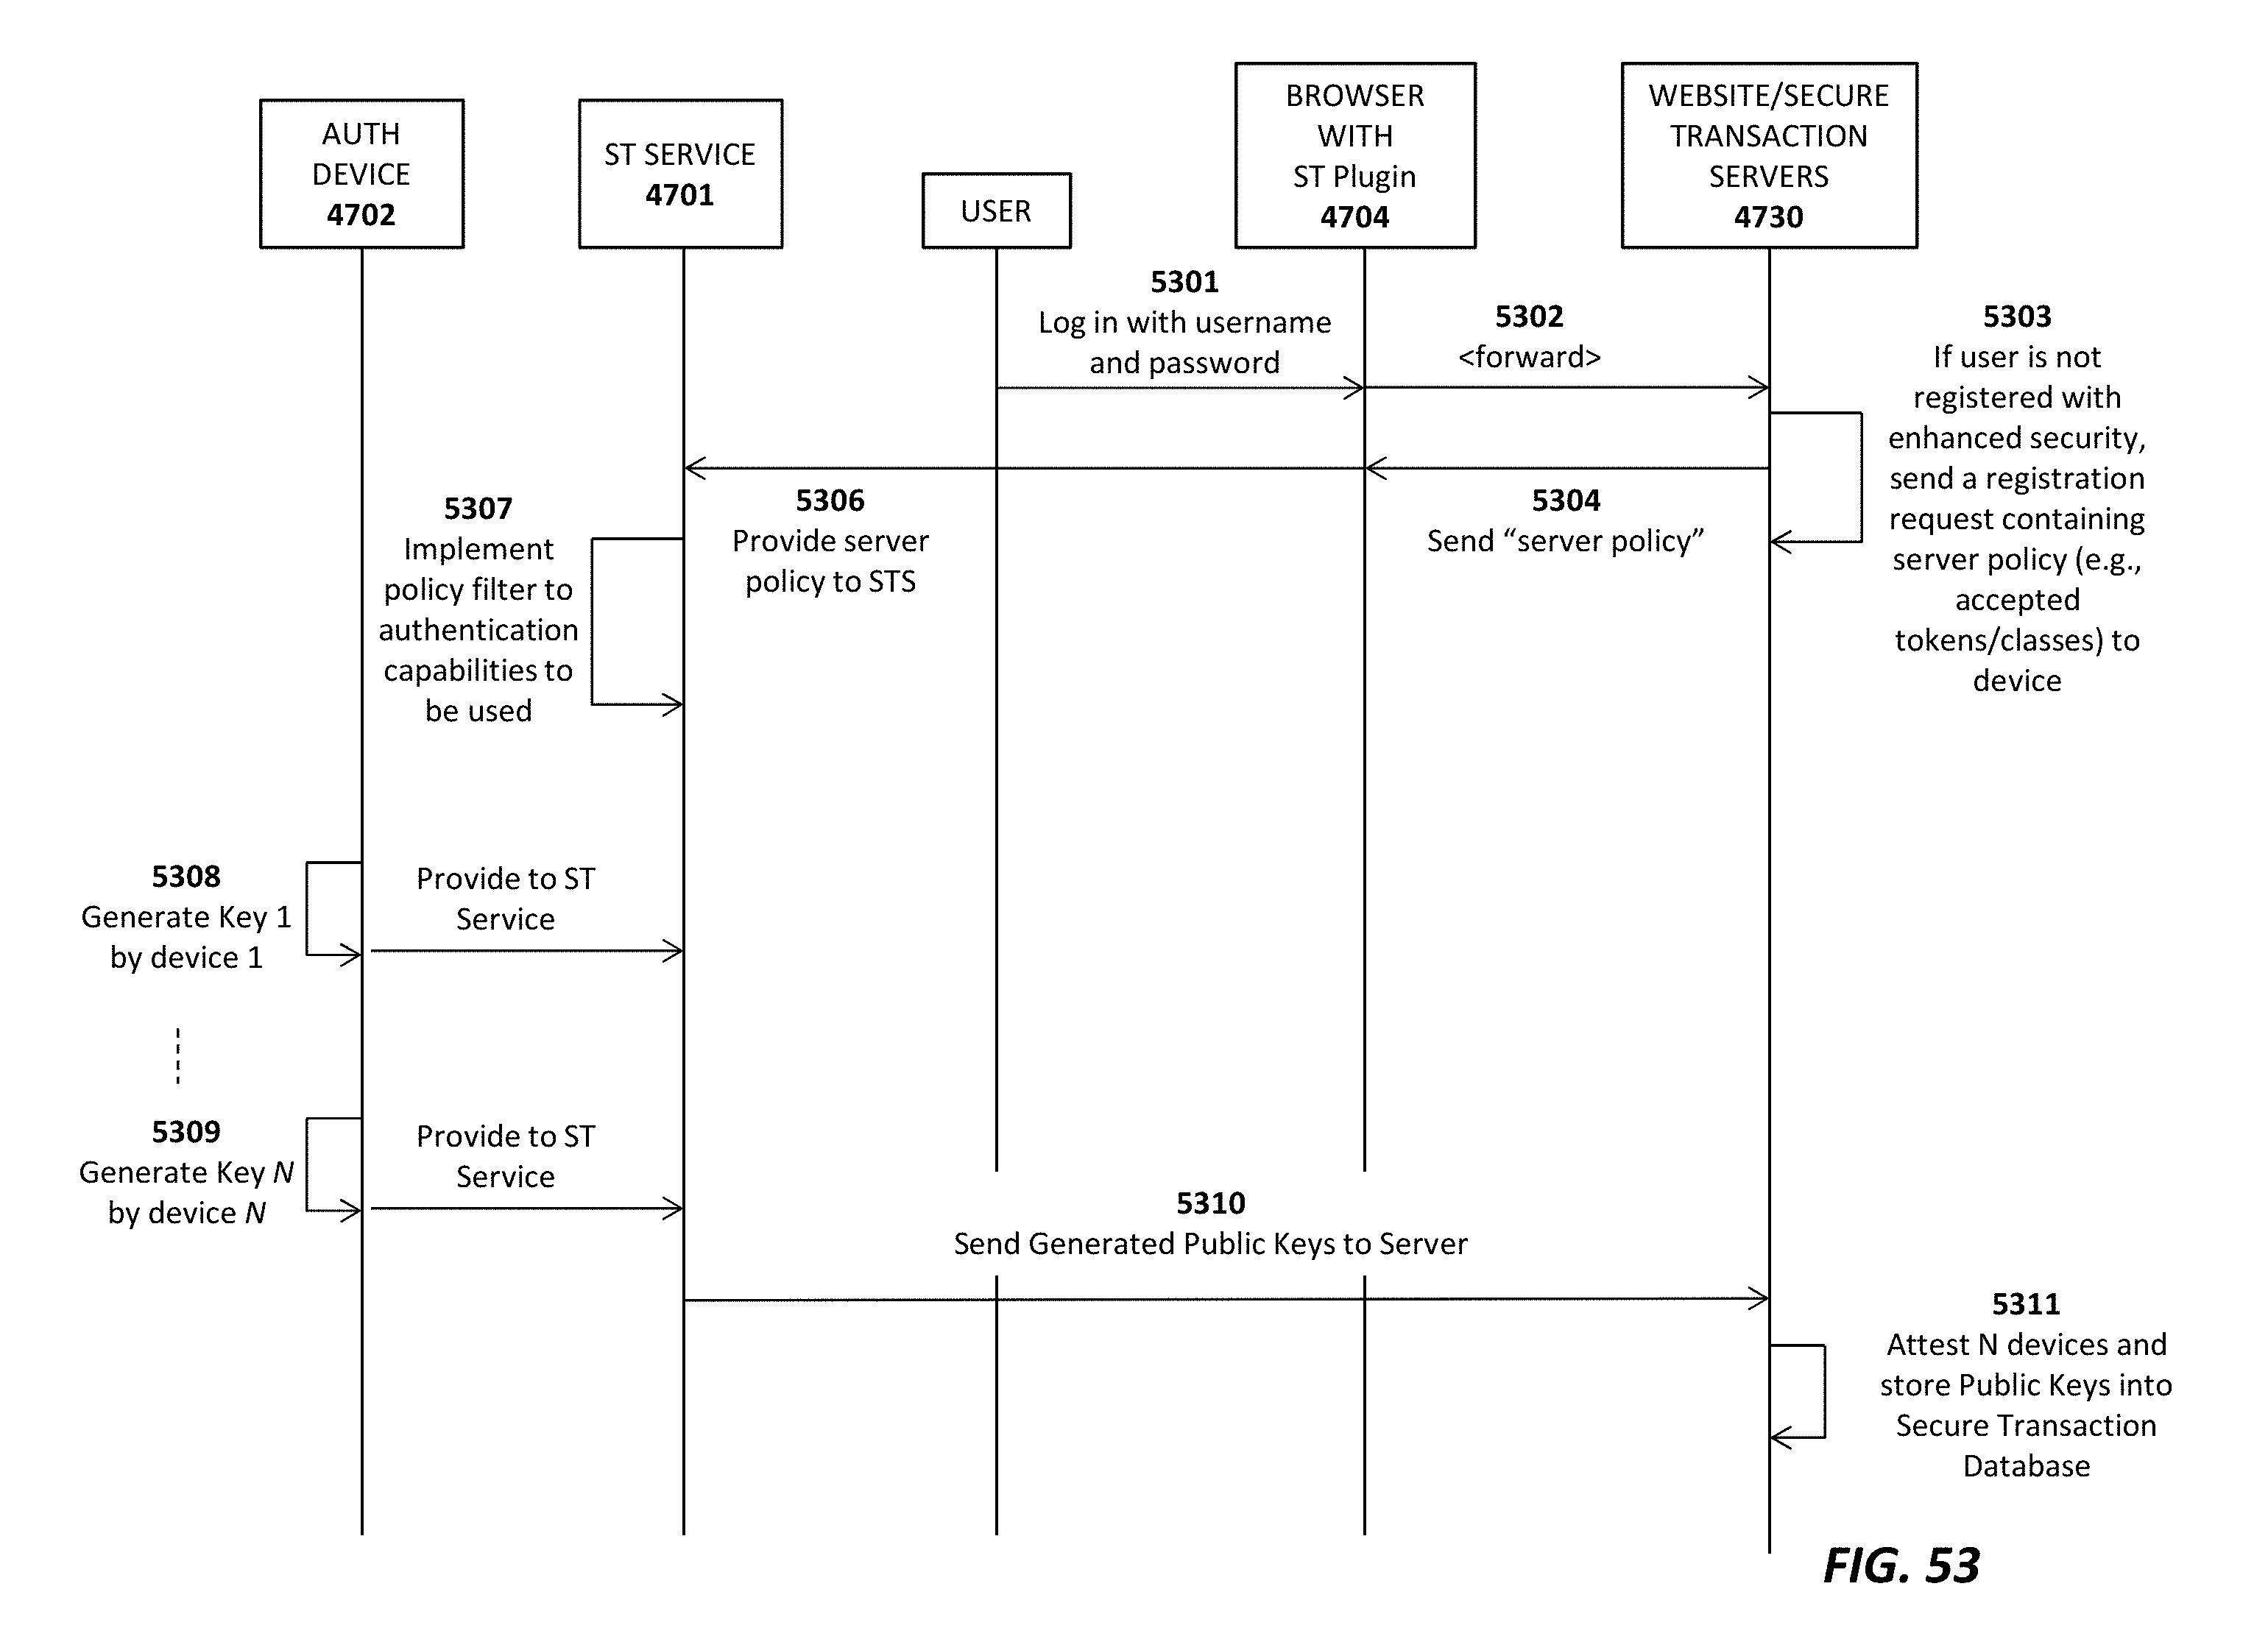 AUTH
DEVICE
4702
ST SERVICE
4701
USER
BROWSER
WITH
ST Plugin
4704
WEBSITE/SECURE
TRANSACTION
SERVERS
4730
5301
Log in with username
and password
5302
<forward>
5303
If user is not
registered with
enhanced security,
send a registration
request containing
server policy (e.g.,
accepted
tokens/classes) to
device
5304
Send “server policy”
5306
Provide server
policy to STS
5307
Implement
policy filter to
authentication
capabilities to
be used
5308
Generate Key 1
by device 1
Provide to ST
Service
5309
Generate Key N
by device N
Provide to ST
Service
5310
Send Generated Public Keys to Server
5311
Attest N devices and
store Public Keys into
Secure Transaction
Database
FIG. 53